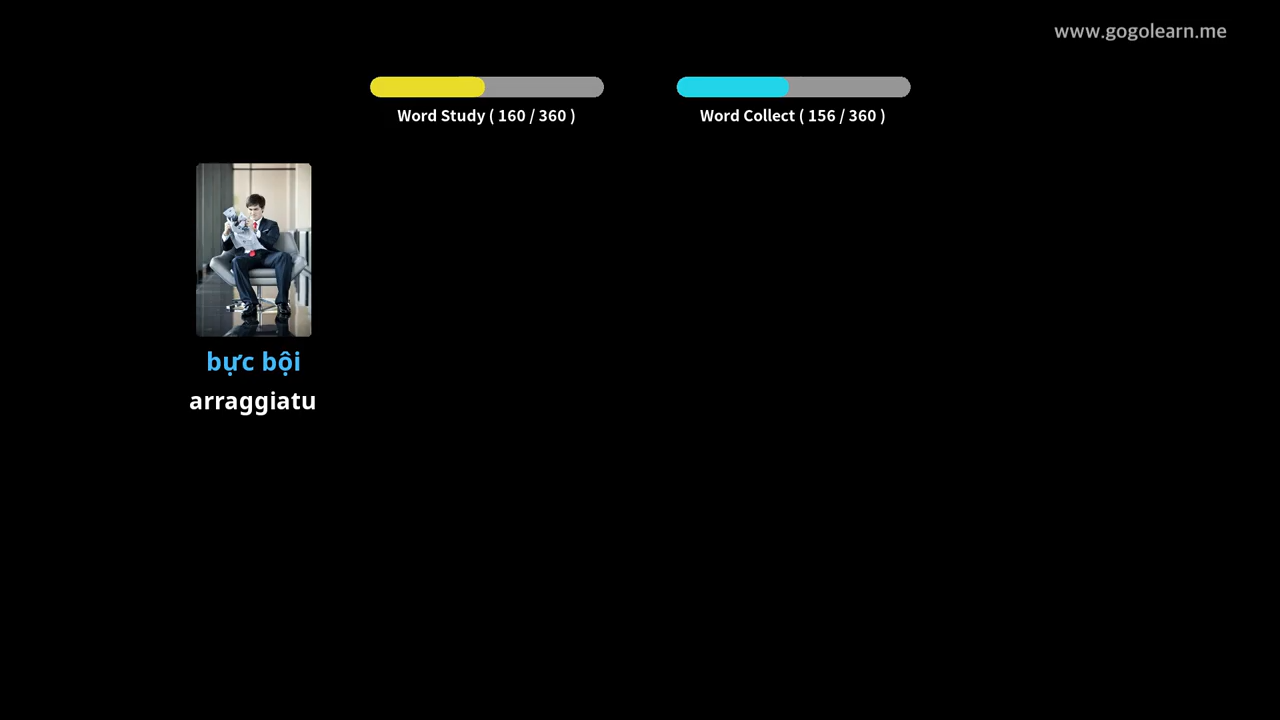 www.gogolearn.me
Word Study ( 160 / 360 )
Word Collect ( 156 / 360 )
bực bội
arraggiatu